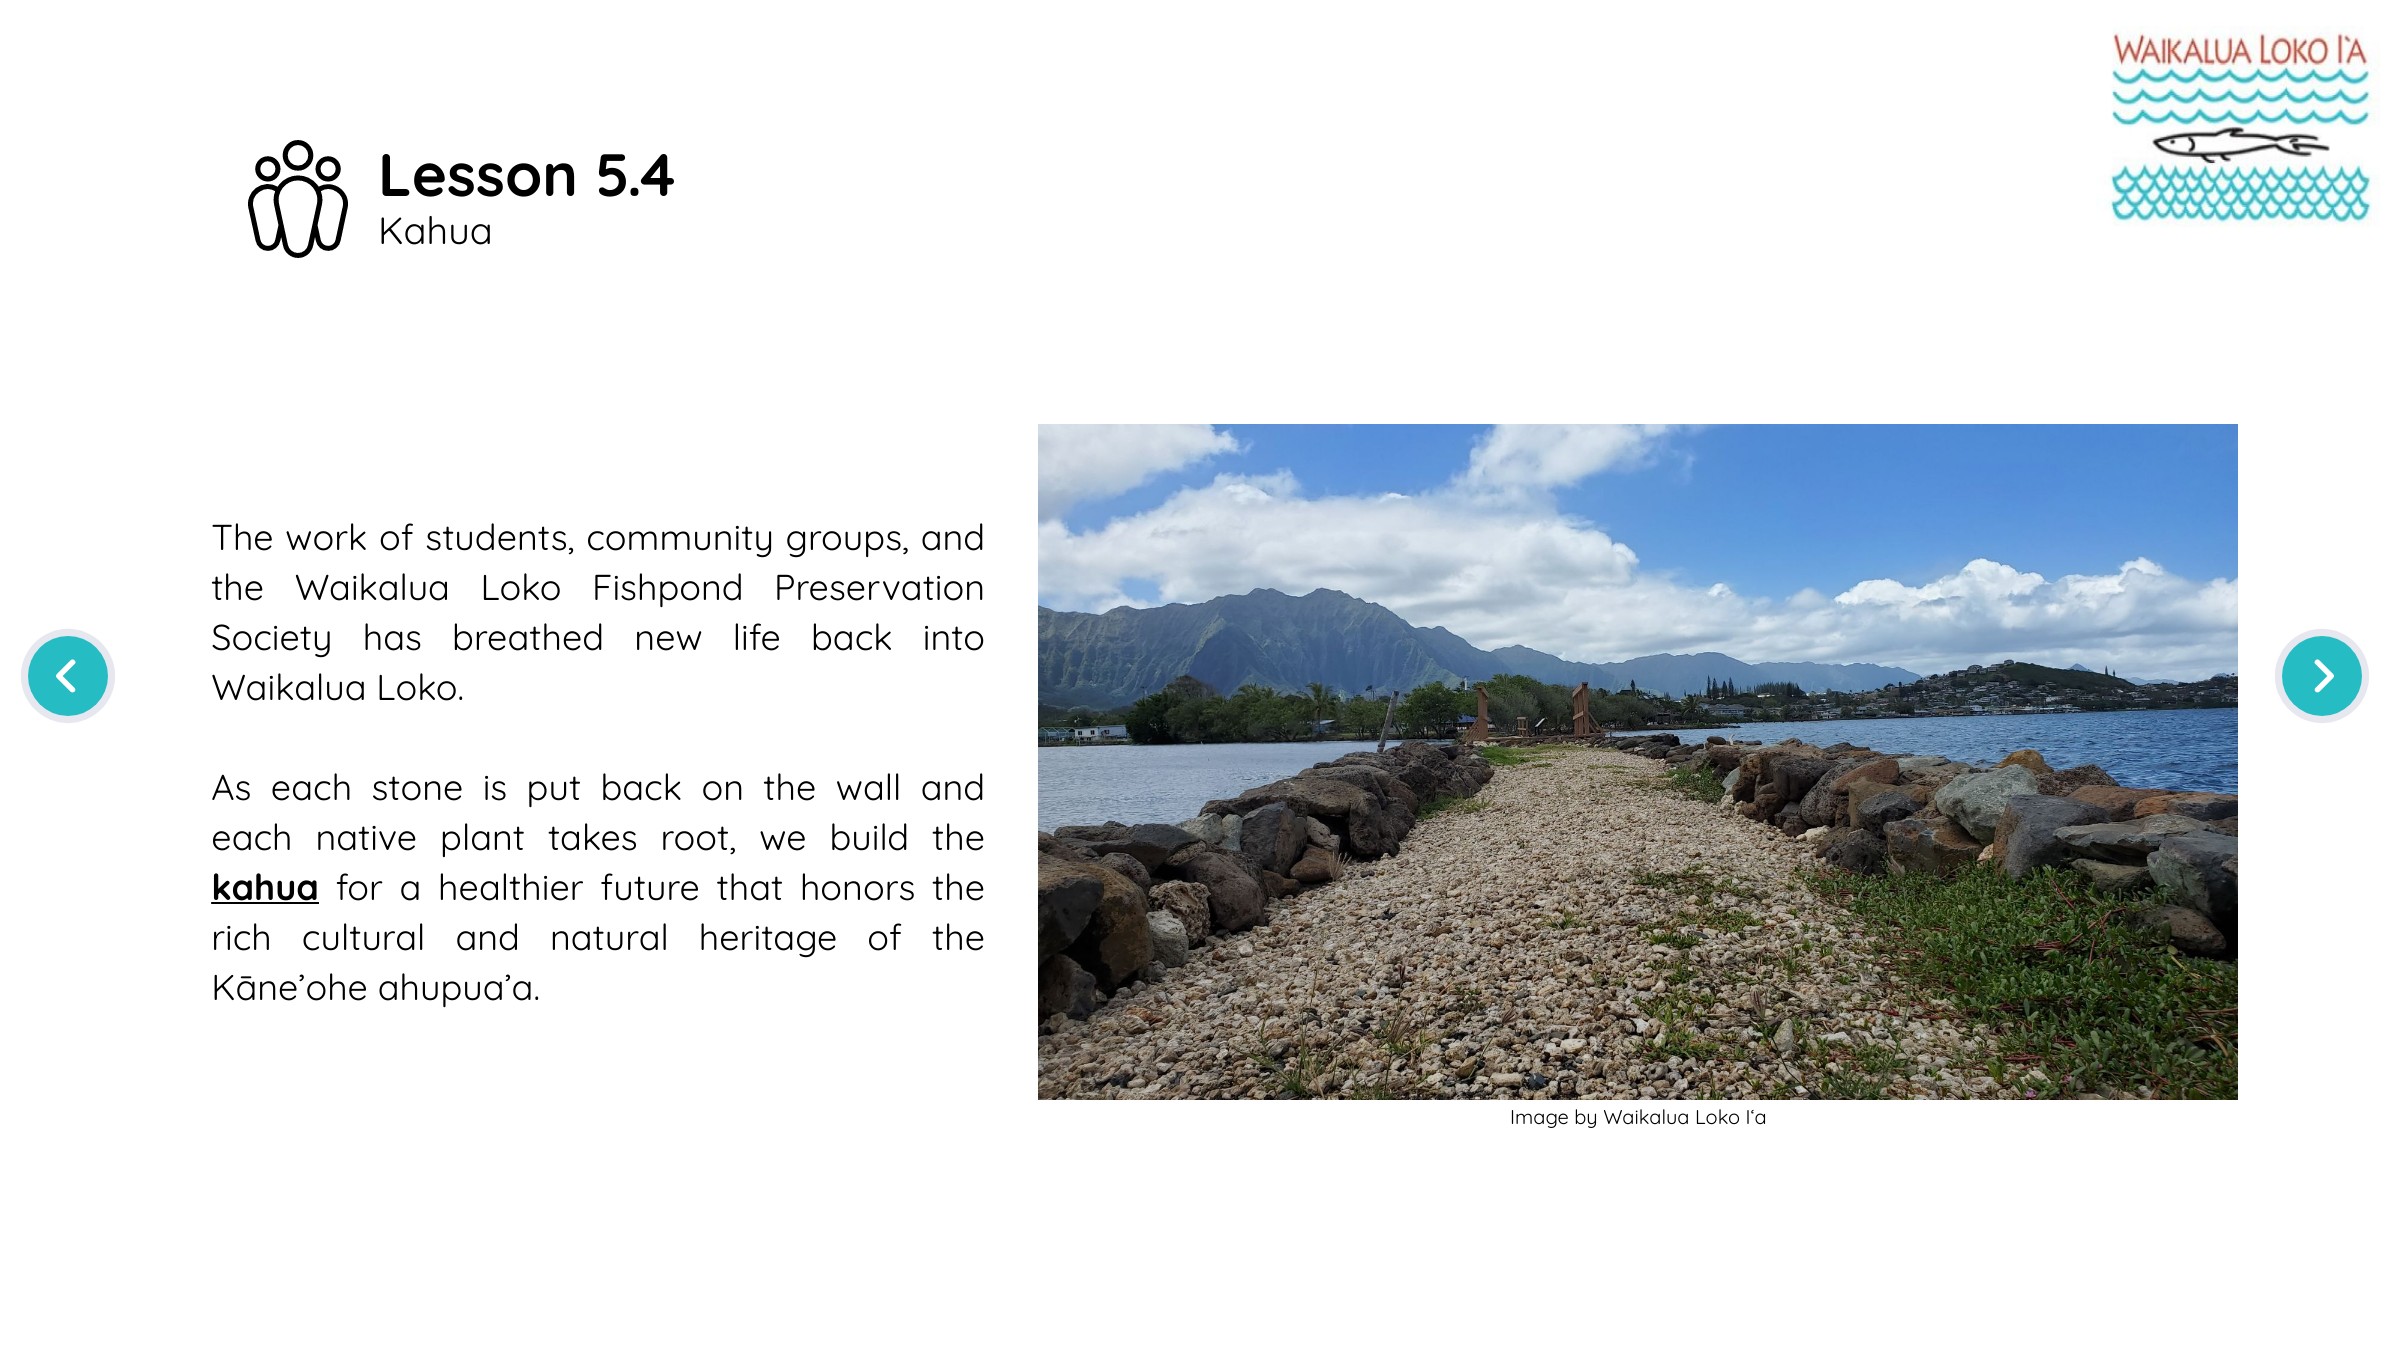 WAIKALUA LOKO I'A
Lesson 5.4
Kahua
The work of students, community groups, and
the Waikalua Loko Fishpond Preservation
Society has breathed new life back into
Waikalua Loko.
As each stone is put back on the wall and
each native plant takes root, we build the
kahua for a healthier future that honors the
rich cultural and natural heritage of the
Kāne’ohe ahupua’a.
Image by Waikalua Loko I‘a